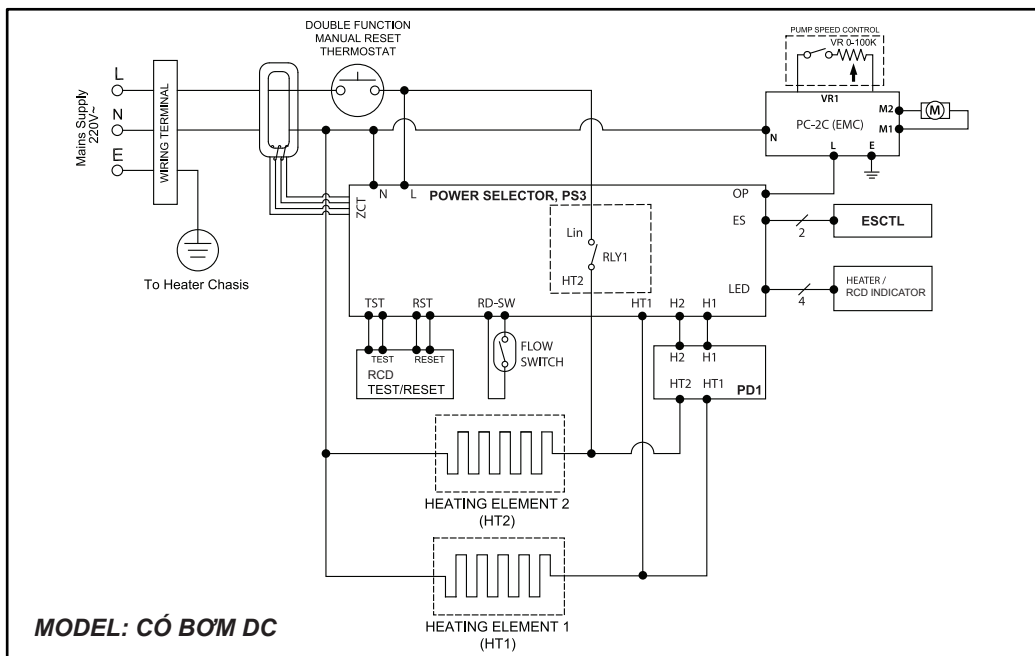 DOUBLE FUNCTION
MANUAL RESET
THERMOSTAT
PUMP SPEED CONTROL
VR 0-100K
VR1
PC-2C (EMC)
M2
M1
M
N
L
E
Mains Supply
220V~
L
N
E
WIRING TERMINAL
To Heater Chasis
ZCT
N
L
POWER SELECTOR, PS3
OP
ES
2
ESCTL
Lin
RLY1
HT2
LED
4
HEATER /
RCD INDICATOR
TST
RST
RD-SW
HT1
H2
H1
TEST
RESET
RCD
TEST/RESET
FLOW
SWITCH
H2
H1
HT2
HT1
PD1
HEATING ELEMENT 2
(HT2)
HEATING ELEMENT 1
(HT1)
MODEL: CÓ BƠM DC